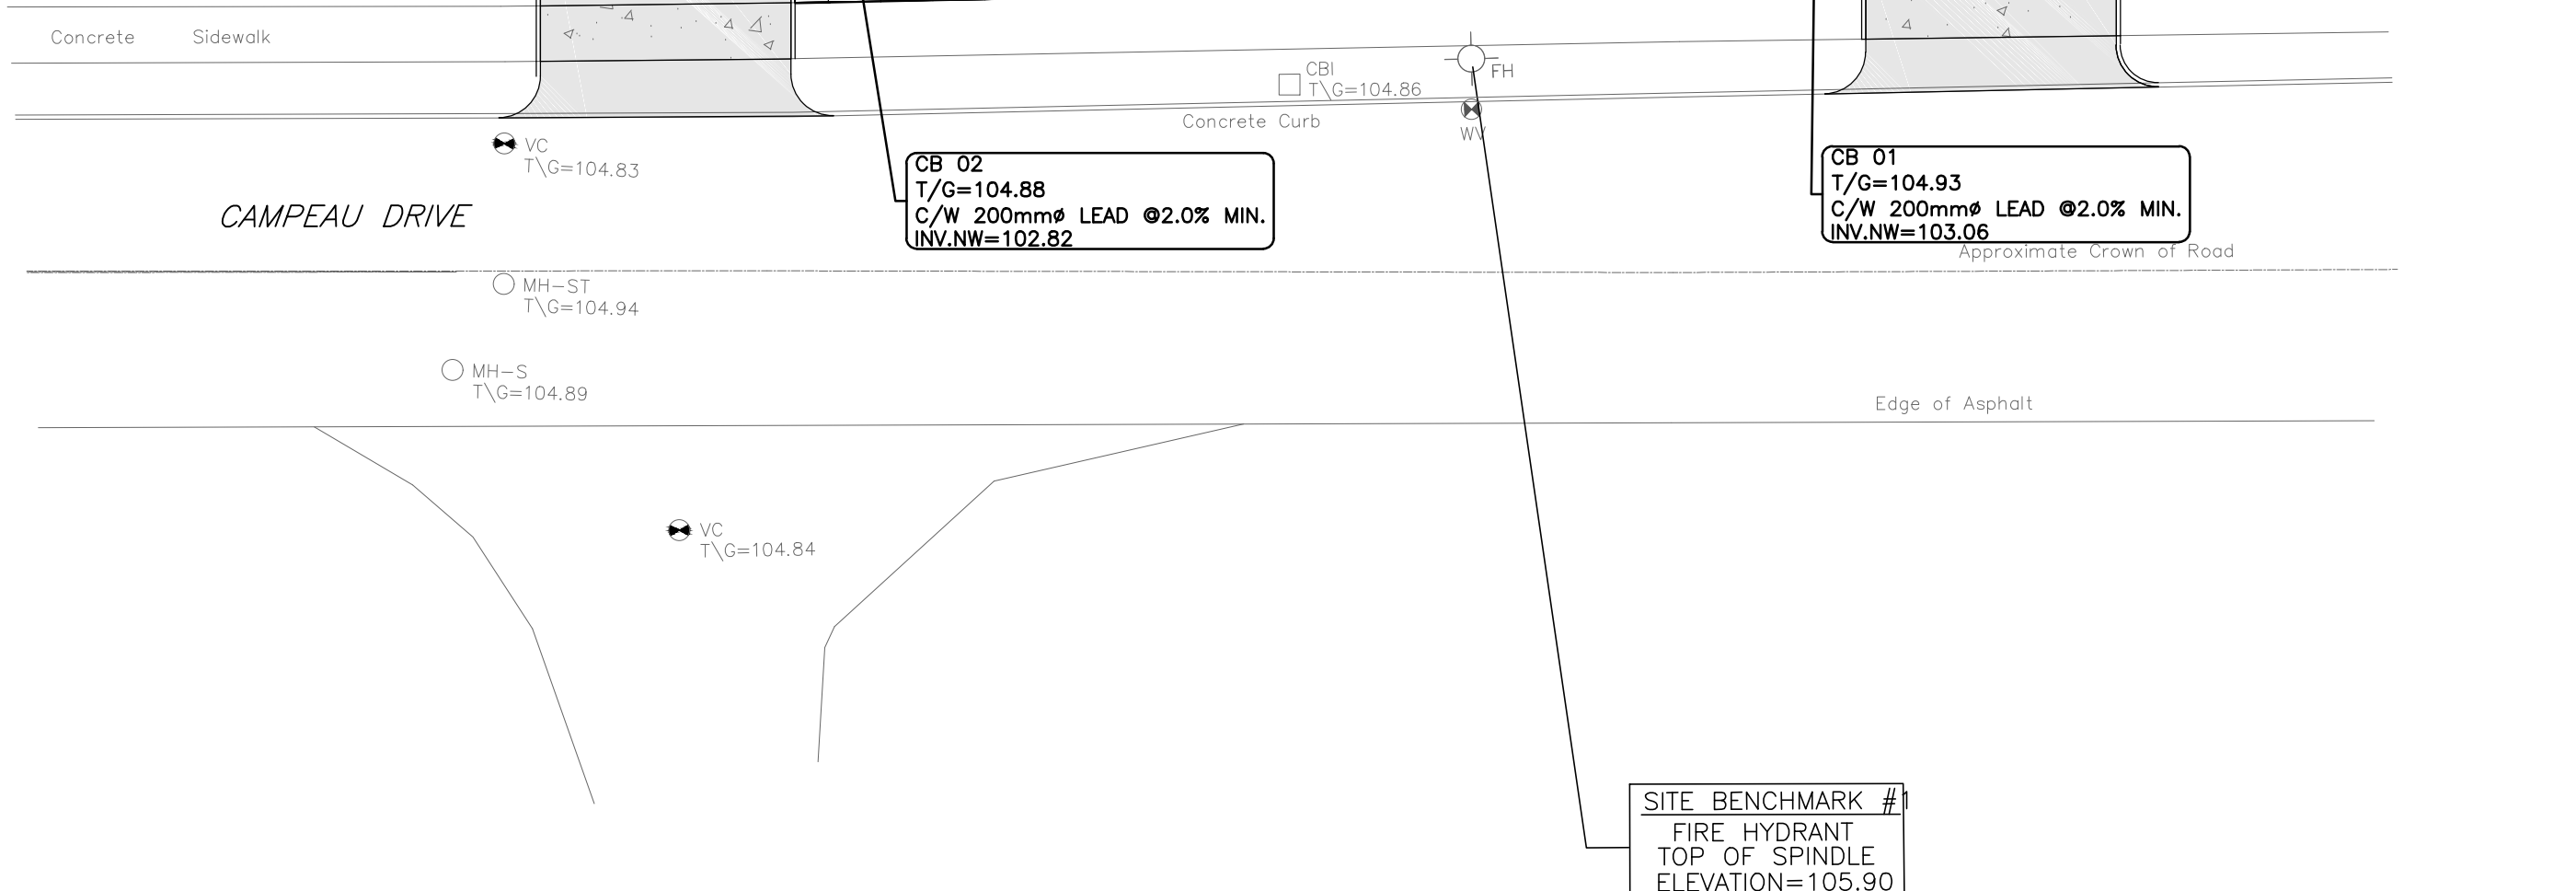 Concrete Sidewalk
CBI
T\G=104.86
FH
Concrete Curb
WV
VC
T\G=104.83
CAMPEAU DRIVE
CB 02
T/G=104.88
C/W 200mmø LEAD @2.0% MIN.
INV.NW=102.82
CB 01
T/G=104.93
C/W 200mmø LEAD @2.0% MIN.
INV.NW=103.06
Approximate Crown of Road
MH-ST
T\G=104.94
MH-S
T\G=104.89
Edge of Asphalt
VC
T\G=104.84
SITE BENCHMARK #1
FIRE HYDRANT
TOP OF SPINDLE
ELEVATION=105.90